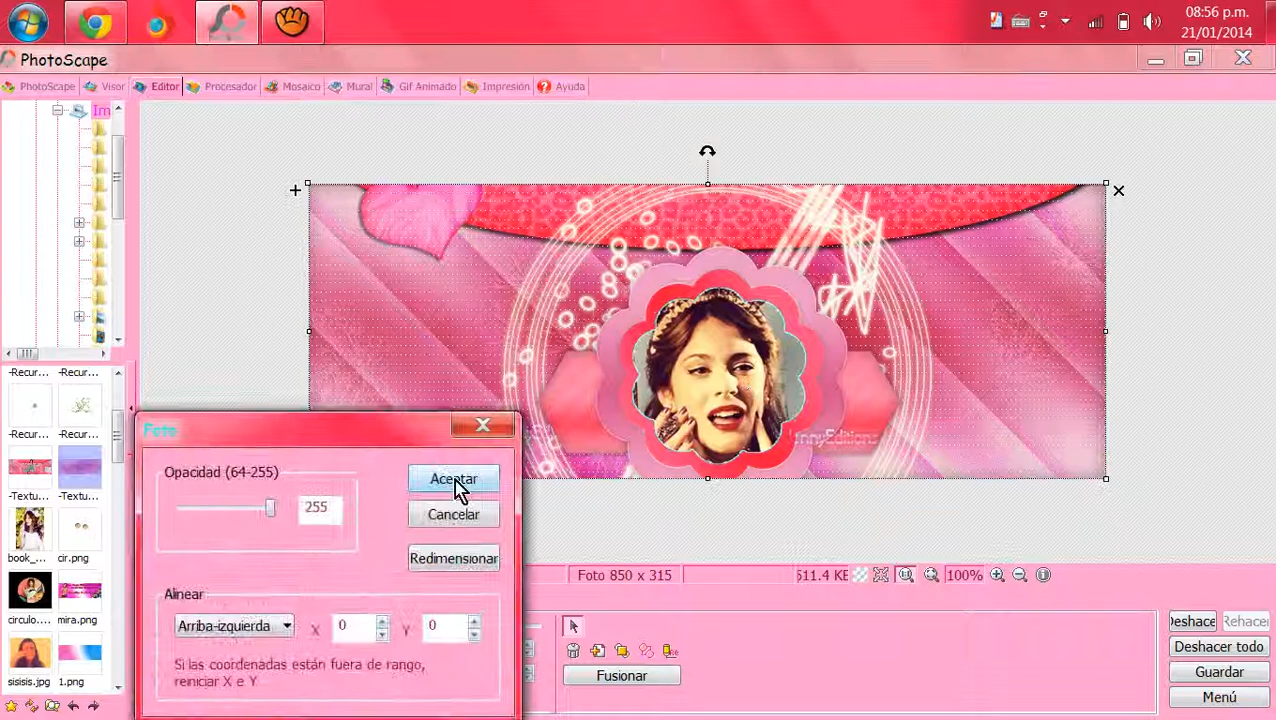 08:56 p.m.
21/01/2014
PhotoScape
PhotoScape
Visor
Editor
Procesador
Mosaico
Mural
Gif Animado
Impresión
Ayuda
Im
-Recur...
-Recur...
-Recur...
-Recur...
-Textu...
-Textu...
book_...
cir.png
circulo....
mira.png
sisisis.jpg
1.png
Foto
Opacidad (64-255)
255
Aceptar
Cancelar
Redimensionar
Alinear
Arriba-izquierda
X
0
Y
0
Si las coordenadas están fuera de rango,
reiniciar X e Y
nnyEditions
Foto 850 x 315
511.4 KE
100%
Fusionar
Deshace
Rehacer
Deshacer todo
Guardar
Menú